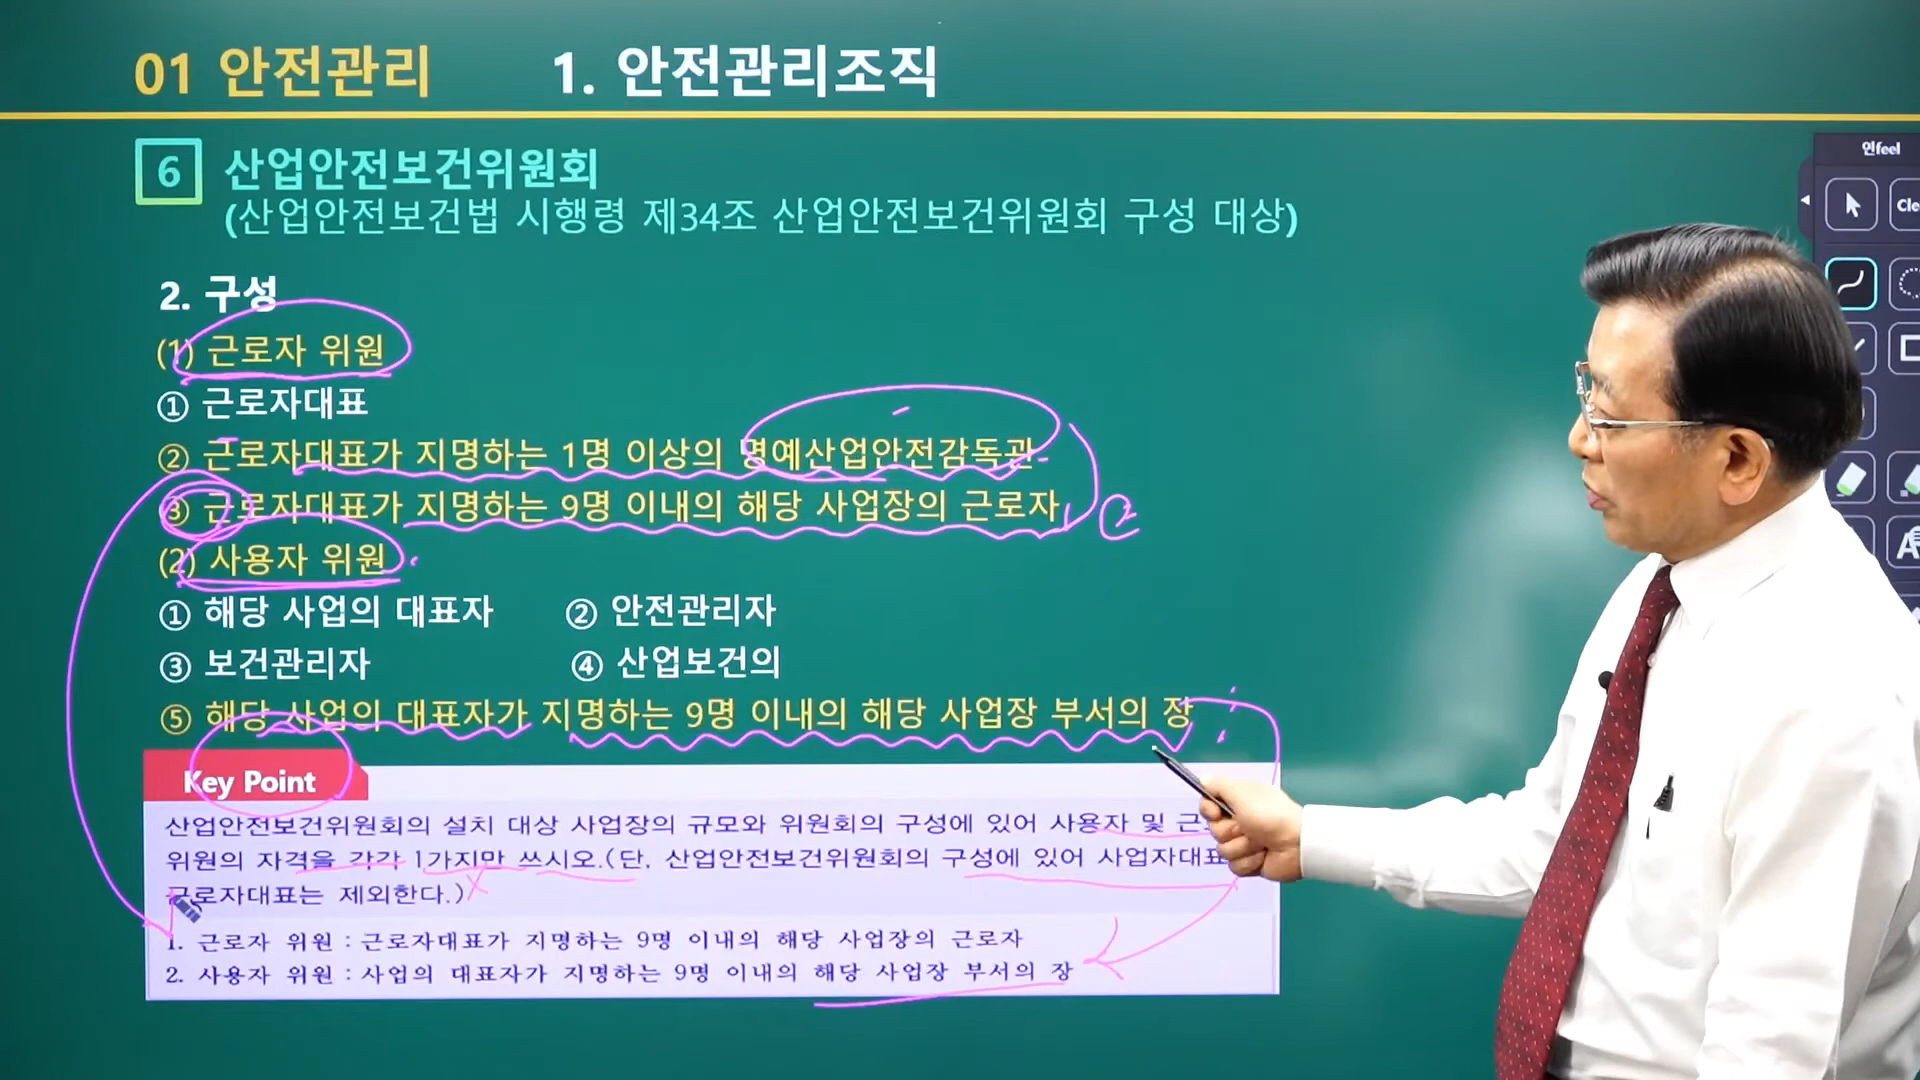 01 안전관리 1. 안전관리조직
6 산업안전보건위원회
(산업안전보건법 시행령 제34조 산업안전보건위원회 구성 대상)
2. 구성
(1) 근로자 위원
① 근로자대표
② 근로자대표가 지명하는 1명 이상의 명예산업안전감독관
③ 근로자대표가 지명하는 9명 이내의 해당 사업장의 근로자
②
(2) 사용자 위원
① 해당 사업의 대표자 ② 안전관리자
③ 보건관리자 ④ 산업보건의
⑤ 해당 사업의 대표자가 지명하는 9명 이내의 해당 사업장 부서의 장
Key Point
산업안전보건위원회의 설치 대상 사업장의 규모와 위원회의 구성에 있어 사용자 및
위원의 자격을 각각 1가지만 쓰시오.(단, 산업안전보건위원회의 구성에 있어 사업자대표
근로자대표는 제외한다.)
1. 근로자 위원 : 근로자대표가 지명하는 9명 이내의 해당 사업장의 근로자
2. 사용자 위원 : 사업의 대표자가 지명하는 9명 이내의 해당 사업장 부서의 장
인feel
Cle